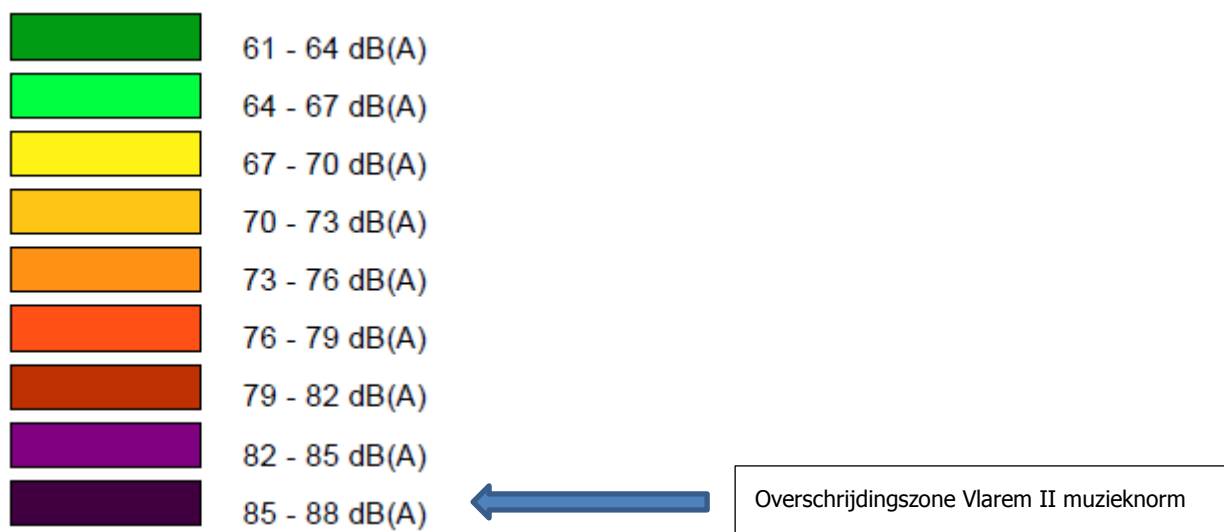 61 - 64 dB(A)
64 - 67 dB(A)
67 - 70 dB(A)
70 - 73 dB(A)
73 - 76 dB(A)
76 - 79 dB(A)
79 - 82 dB(A)
82 - 85 dB(A)
85 - 88 dB(A)
Overschrijdingszone Vlarem II muzieknorm